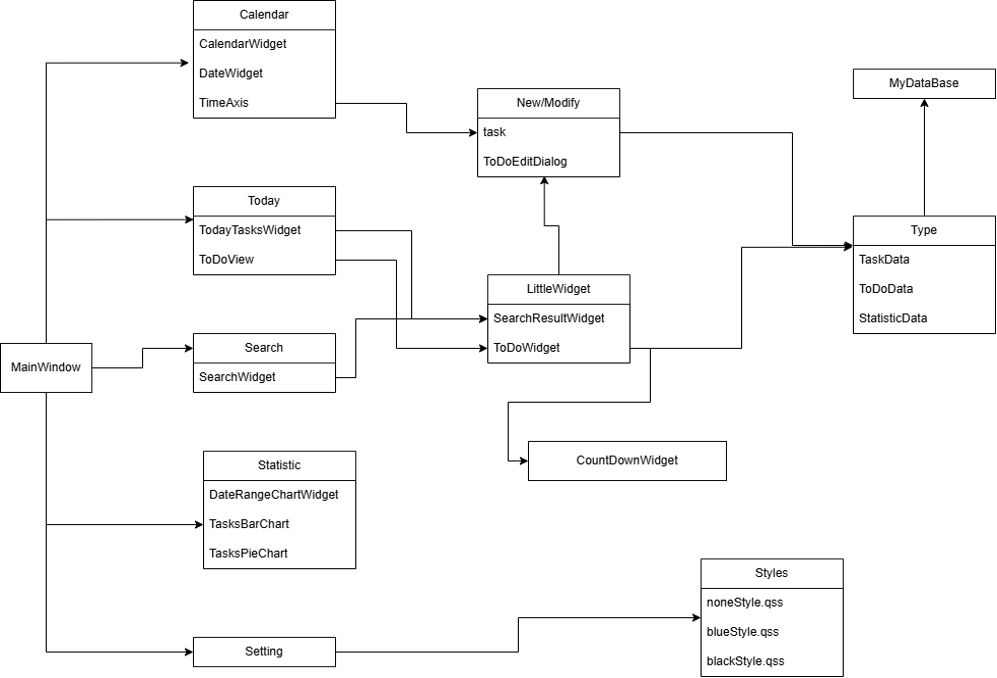 Calendar
CalendarWidget
DateWidget
TimeAxis
New/Modify
task
ToDoEditDialog
MyDataBase
Today
TodayTasksWidget
ToDoView
Type
TaskData
ToDoData
StatisticData
LittleWidget
SearchResultWidget
ToDoWidget
MainWindow
Search
SearchWidget
CountDownWidget
Statistic
DateRangeChartWidget
TasksBarChart
TasksPieChart
Styles
noneStyle.qss
blueStyle.qss
blackStyle.qss
Setting